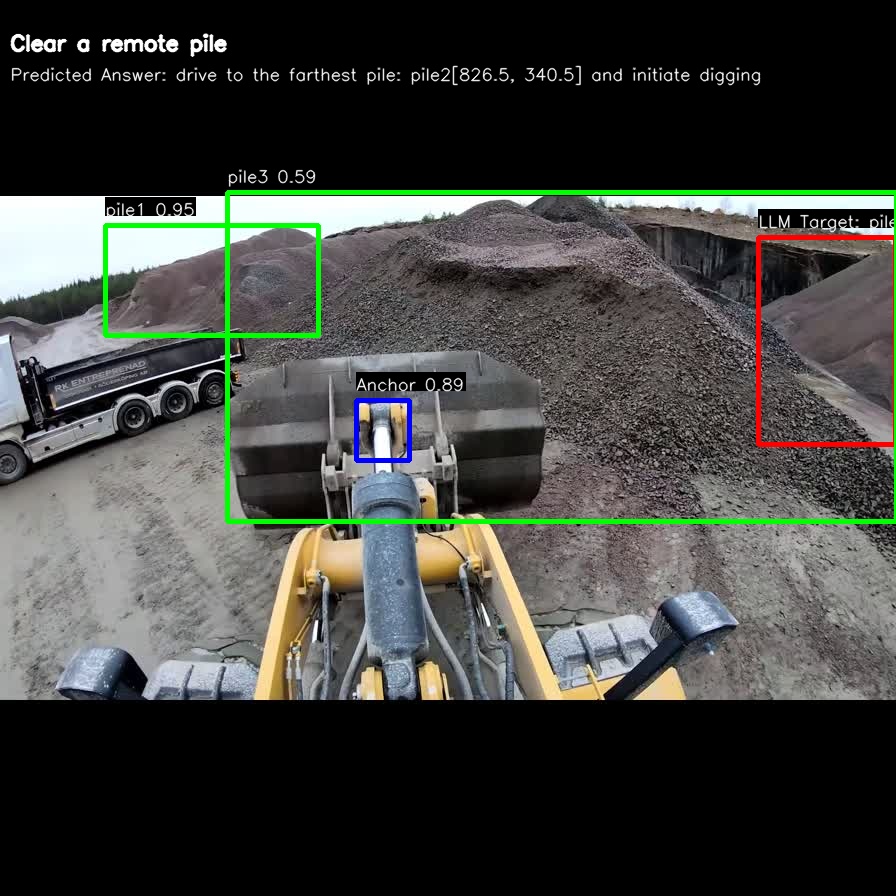 Clear a remote pile
Predicted Answer: drive to the farthest pile: pile2[826.5, 340.5] and initiate digging
pile3 0.59
pile1 0.95
LLM Target: pile
Anchor 0.89
RK ENTREPRENAD